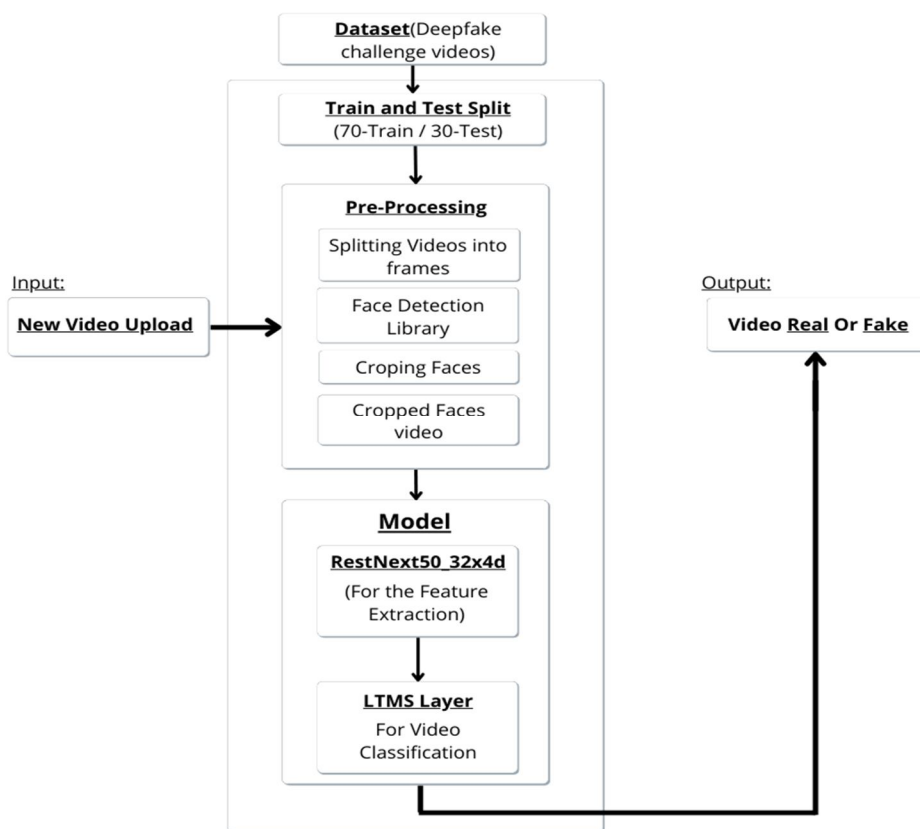 Dataset(Deepfake
challenge videos)
Train and Test Split
(70-Train / 30-Test)
Pre-Processing
Splitting Videos into
frames
Face Detection
Library
Croping Faces
Cropped Faces
video
Input:
New Video Upload
Output:
Video Real Or Fake
Model
RestNext50_32x4d
(For the Feature
Extraction)
LTMS Layer
For Video
Classification